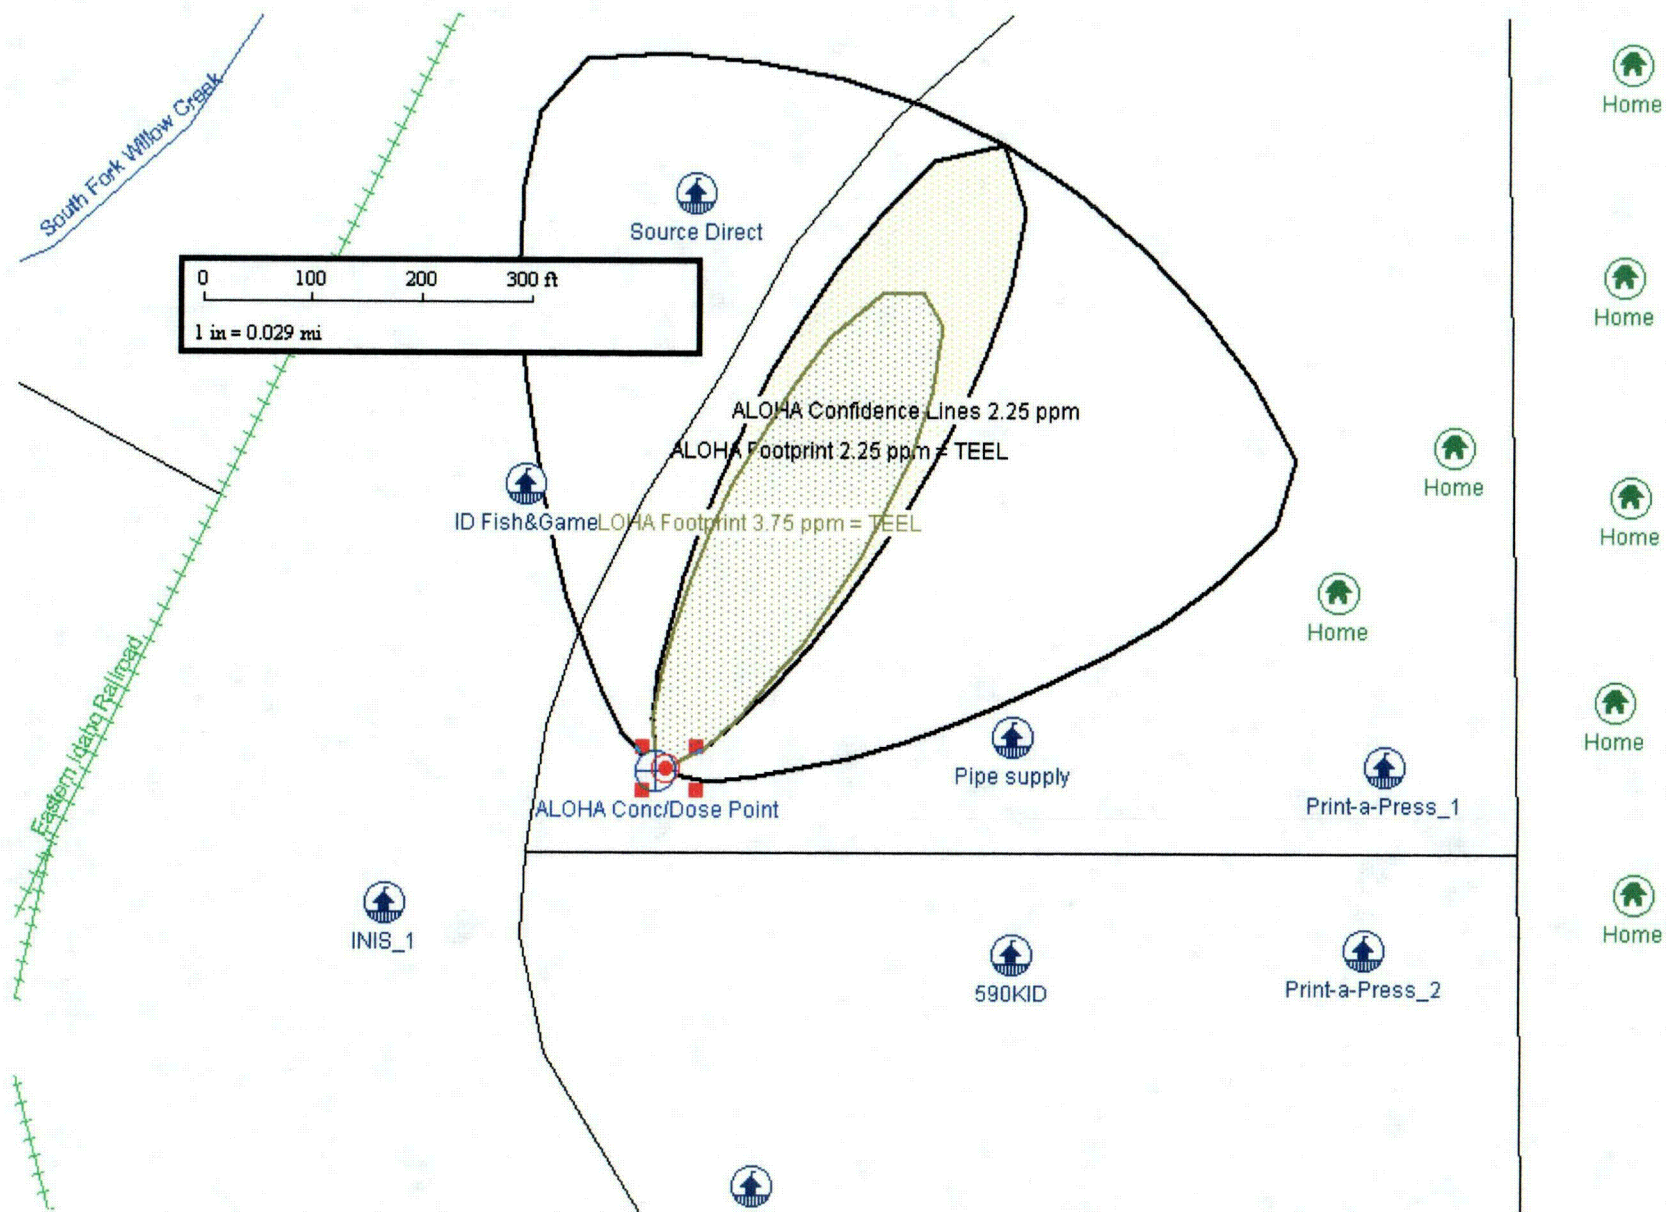 Home
South Fork Willow Creek
Source Direct
0 100 200 300 ft
1 in = 0.029 mi
Home
ALOHA Confidence Lines 2.25 ppm
ALOHA Footprint 2.25 ppm = TEEL
Home
Home
ID Fish&Game
LOHA Footprint 3.75 ppm = TEEL
Home
Eastern Idaho Railroad
Home
Pipe supply
Print-a-Press_1
ALOHA Conc/Dose Point
INIS_1
Home
590KID
Print-a-Press_2